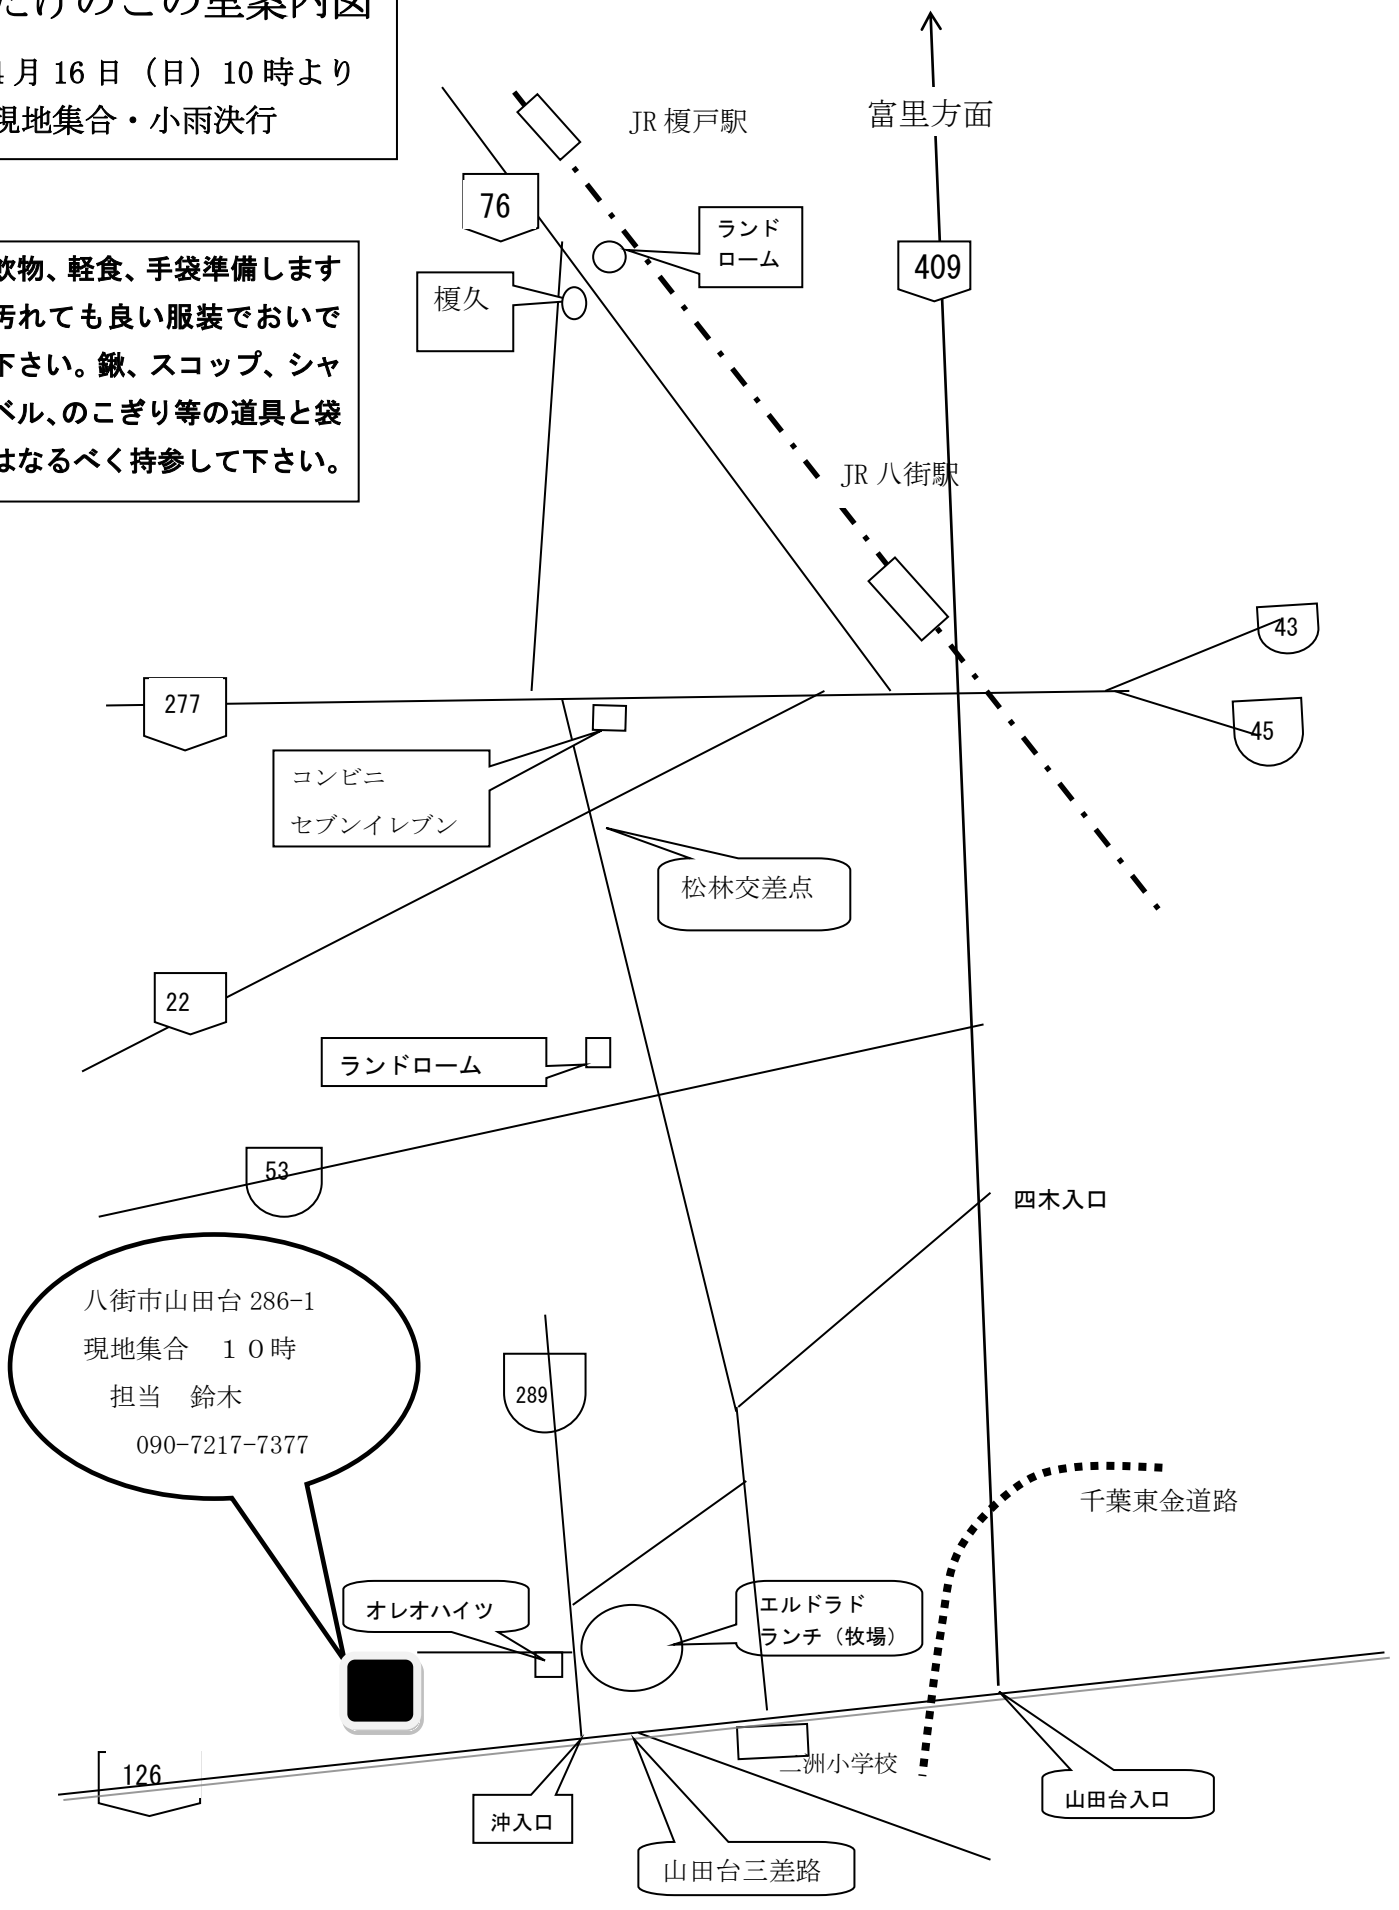 たけのこの里案内図
4月16日（日）10時より
現地集合・小雨決行
JR榎戸駅
富里方面
76
ランド
ローム
409
飲物、軽食、手袋準備します
汚れても良い服装でおいで
下さい。鍬、スコップ、シャ
ベル、のこぎり等の道具と袋
はなるべく持参して下さい。
榎久
JR八街駅
43
277
45
コンビニ
セブンイレブン
松林交差点
22
ランドローム
53
四木入口
八街市山田台286-1
現地集合　１０時
担当　鈴木
090-7217-7377
289
千葉東金道路
オレオハイツ
エルドラド
ランチ（牧場）
126
二洲小学校
山田台入口
沖入口
山田台三差路